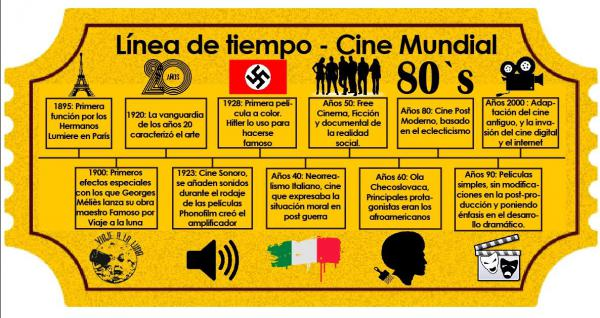 Línea de tiempo - Cine Mundial
20
AÑOS
80`s
1895: Primera
función por los
Hermanos
Lumiere en París
1920: La vanguardia
de los años 20
caracterizó el arte
1928: Primera pelí-
cula a color.
Hitler lo uso para
hacerse
famoso
Años 50: Free
Cinema, Ficción
y documental de
la realidad
social.
Años 80: Cine Post
Moderno, basado
en el eclecticismo
Años 2000 : Adap-
tación del cine
antiguo, y la inva-
sión del cine digital
y el internet
1900: Primeros
efectos especiales
con los que Georges
Méliès lanza su obra
maestro Famoso por
Viaje a la luna
1923: Cine Sonoro,
se añaden sonidos
durante el rodaje
de las películas
Phonofilm creó el
amplificador
Años 40: Neorrea-
lismo Italiano, cine
que expresaba la
situación moral en
post guerra
Años 60: Ola
Checoslovaca,
Principales prota-
gonistas eran los
afroamericanos
Años 90: Películas
simples, sin modifica-
ciones en la post-pro-
ducción y poniendo
énfasis en el desarro-
llo dramático.
VIAJE A LA LUNA